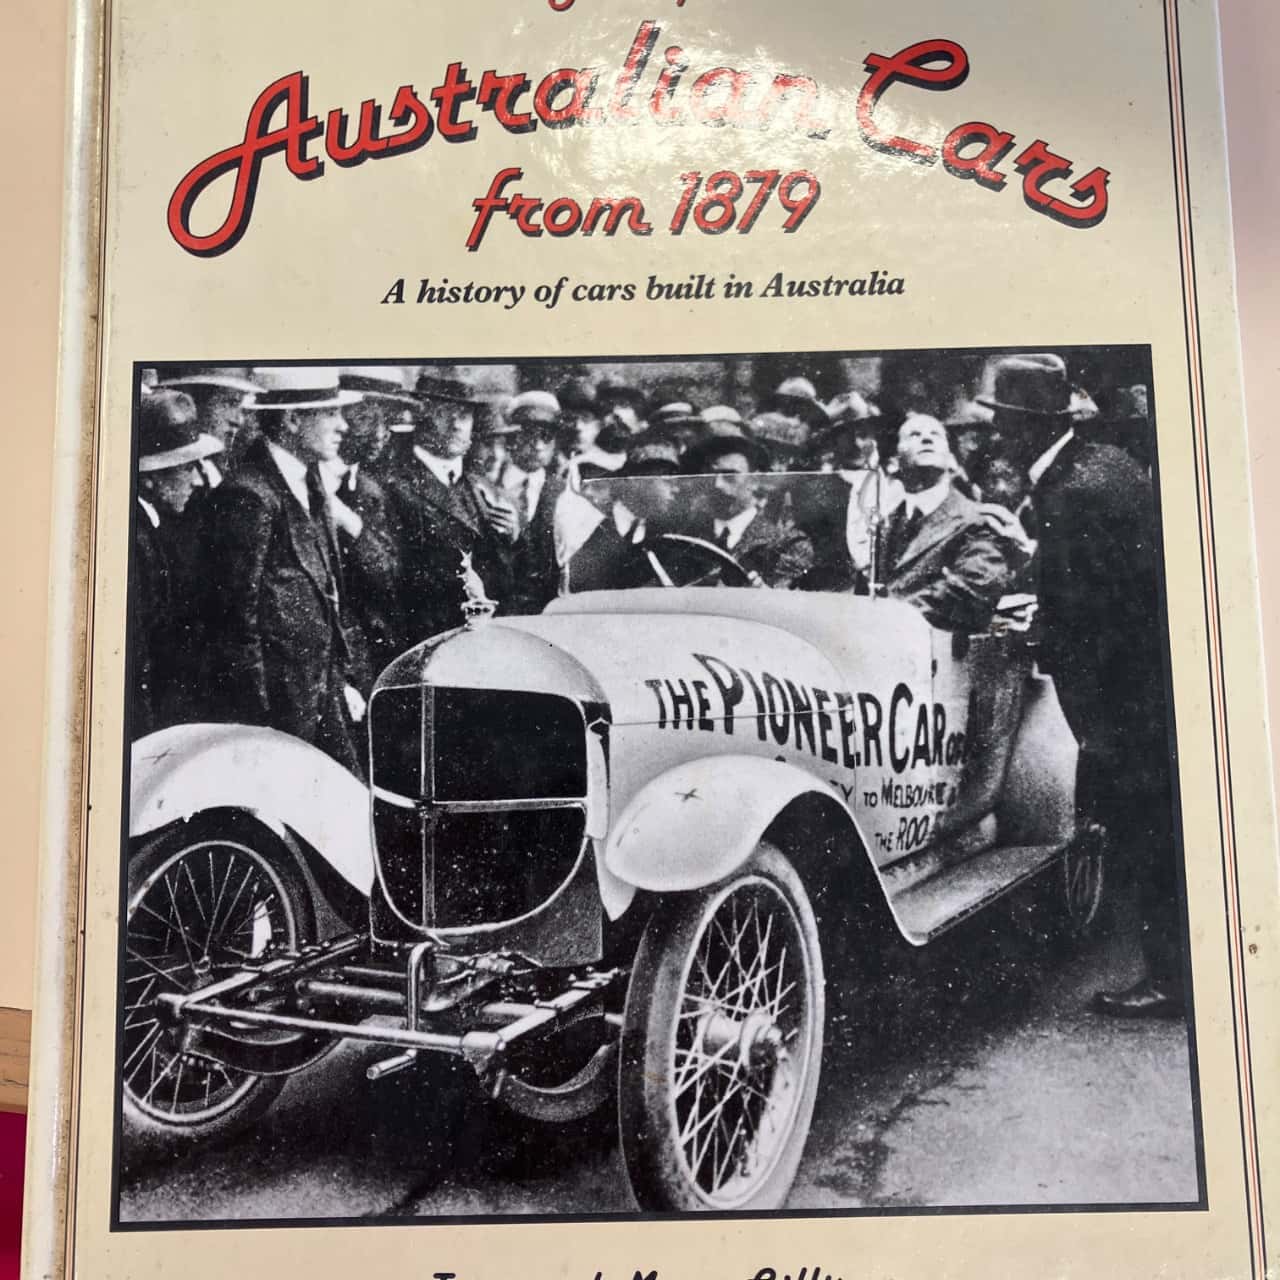 Australian Cars
from 1879
A history of cars built in Australia
THE PIONEER CAR
TO MELBOURNE
THE ROO